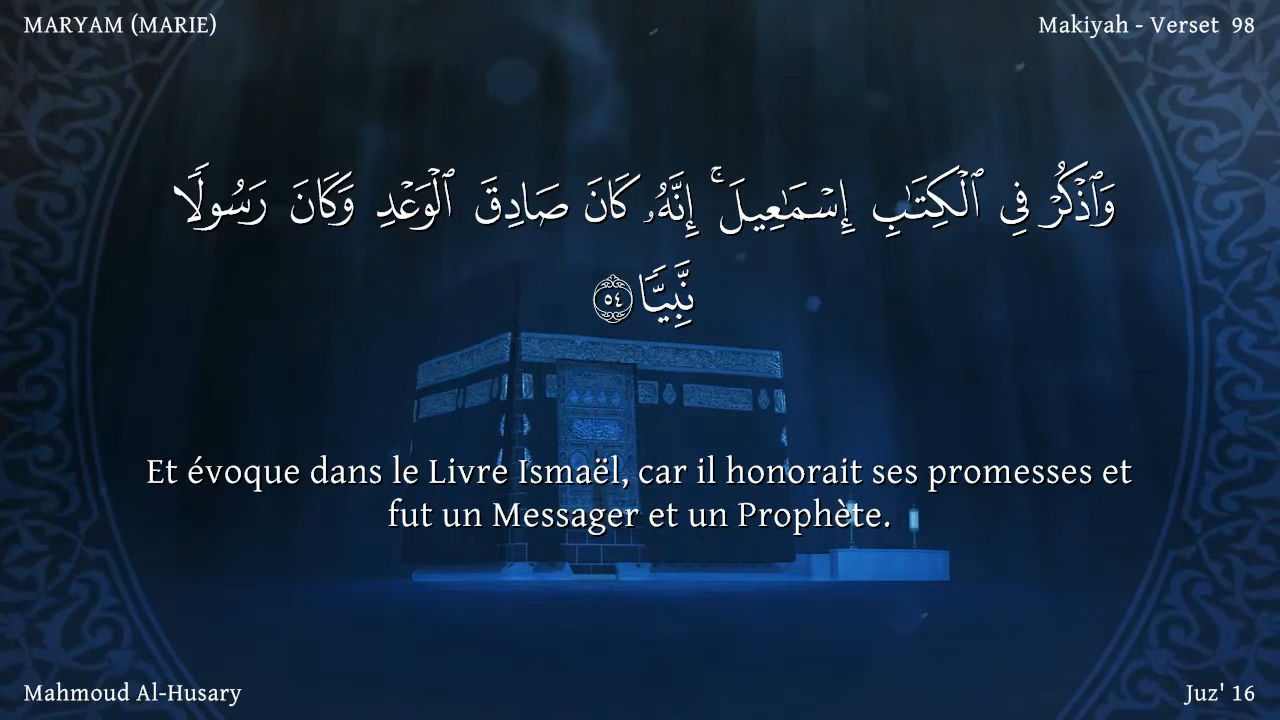 MARYAM (MARIE)
Makiyah - Verset 98
وَٱذْكُرْ فِى ٱلْكِتَٰبِ إِسْمَٰعِيلَ ۚ إِنَّهُۥ كَانَ صَادِقَ ٱلْوَعْدِ وَكَانَ رَسُولًا
نَّبِيًّا ٥٤
Et évoque dans le Livre Ismaël, car il honorait ses promesses et
fut un Messager et un Prophète.
Mahmoud Al-Husary
Juz' 16